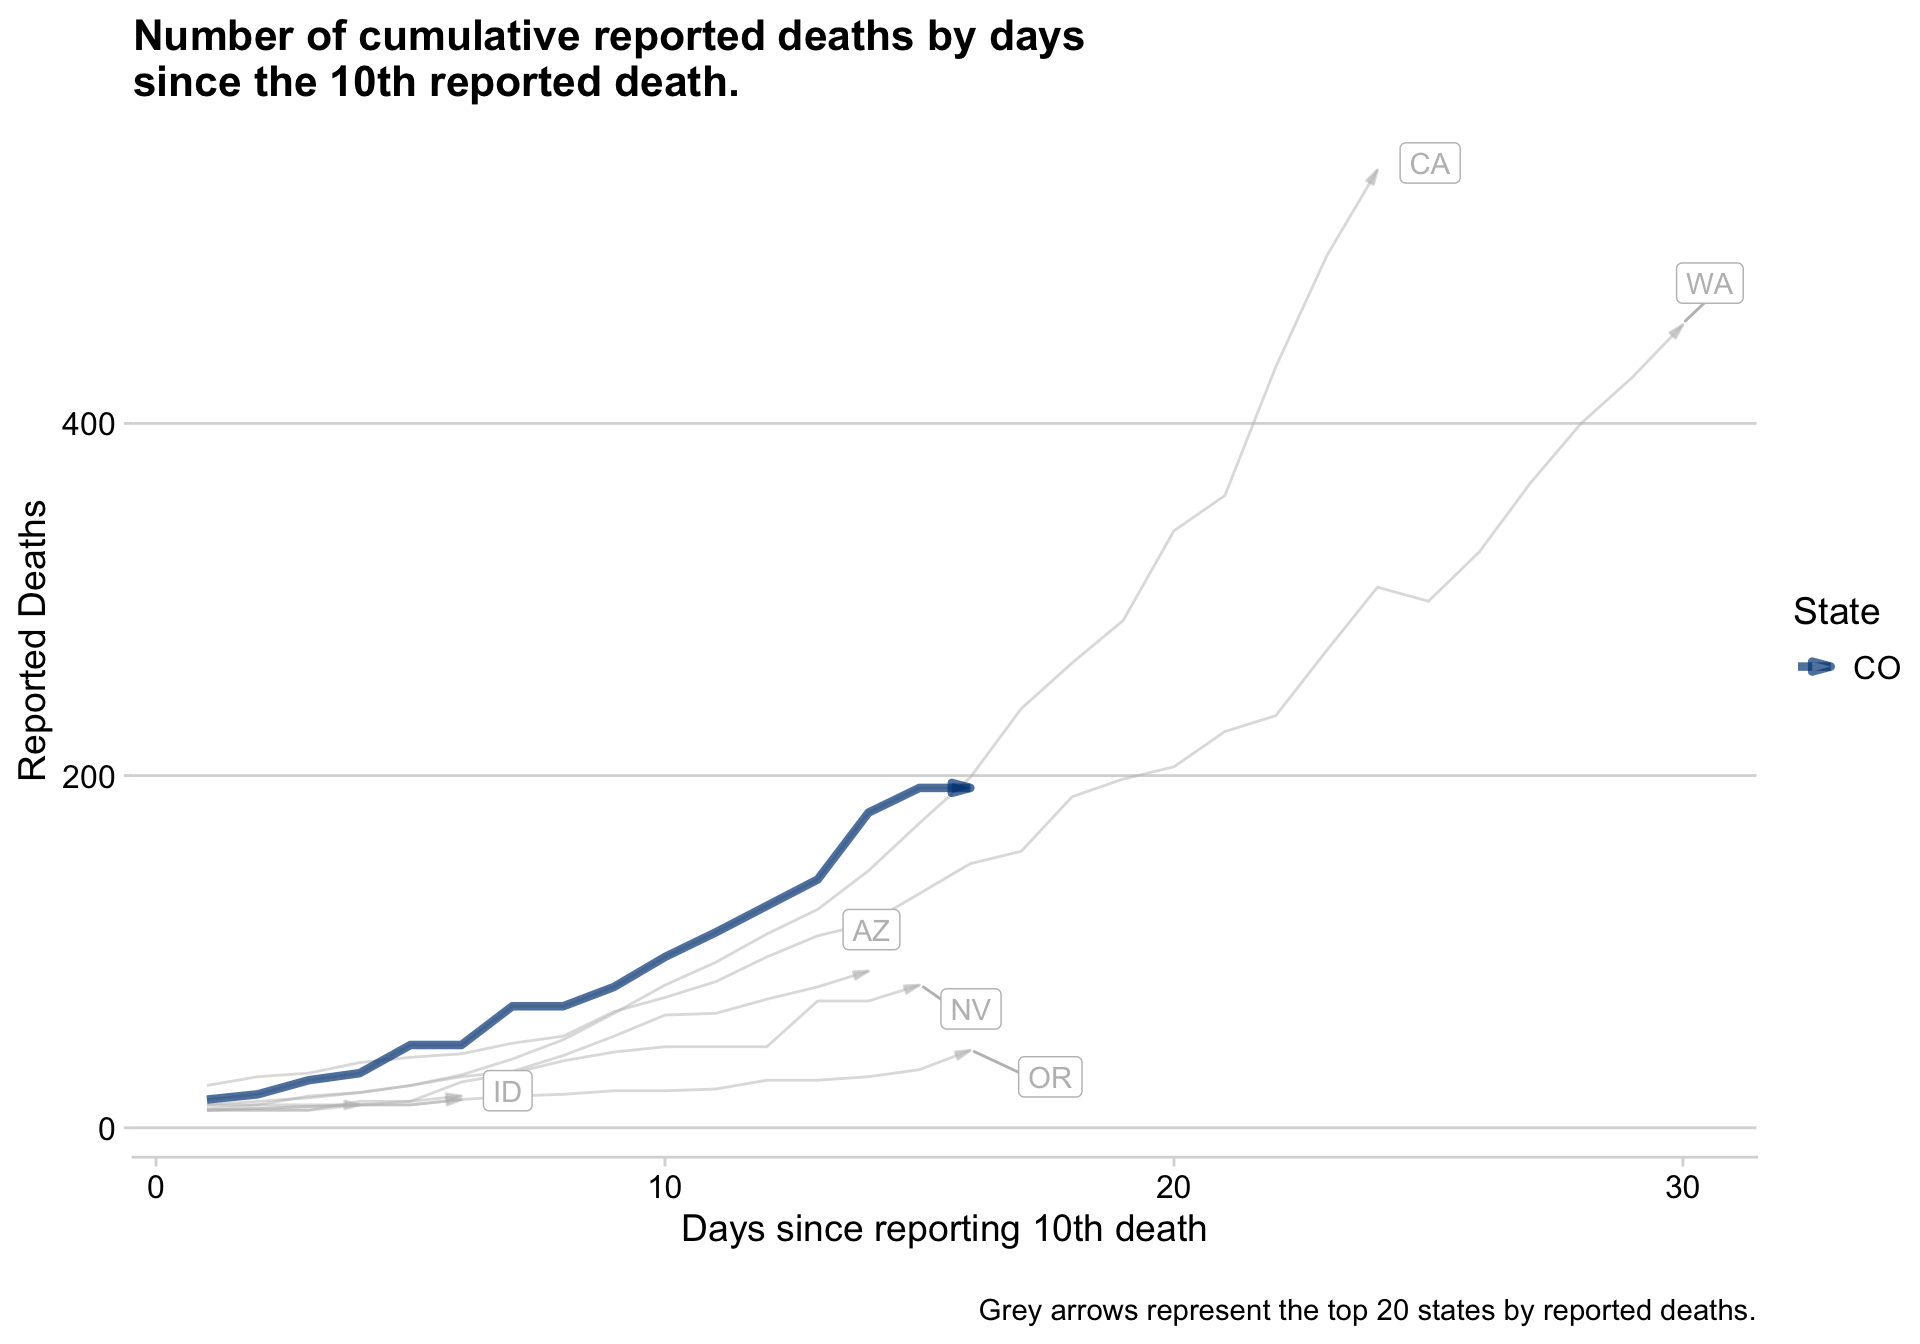 Number of cumulative reported deaths by days
since the 10th reported death.
CA
WA
400
Reported Deaths
State
CO
200
AZ
NV
OR
ID
0
0 10 20 30
Days since reporting 10th death
Grey arrows represent the top 20 states by reported deaths.